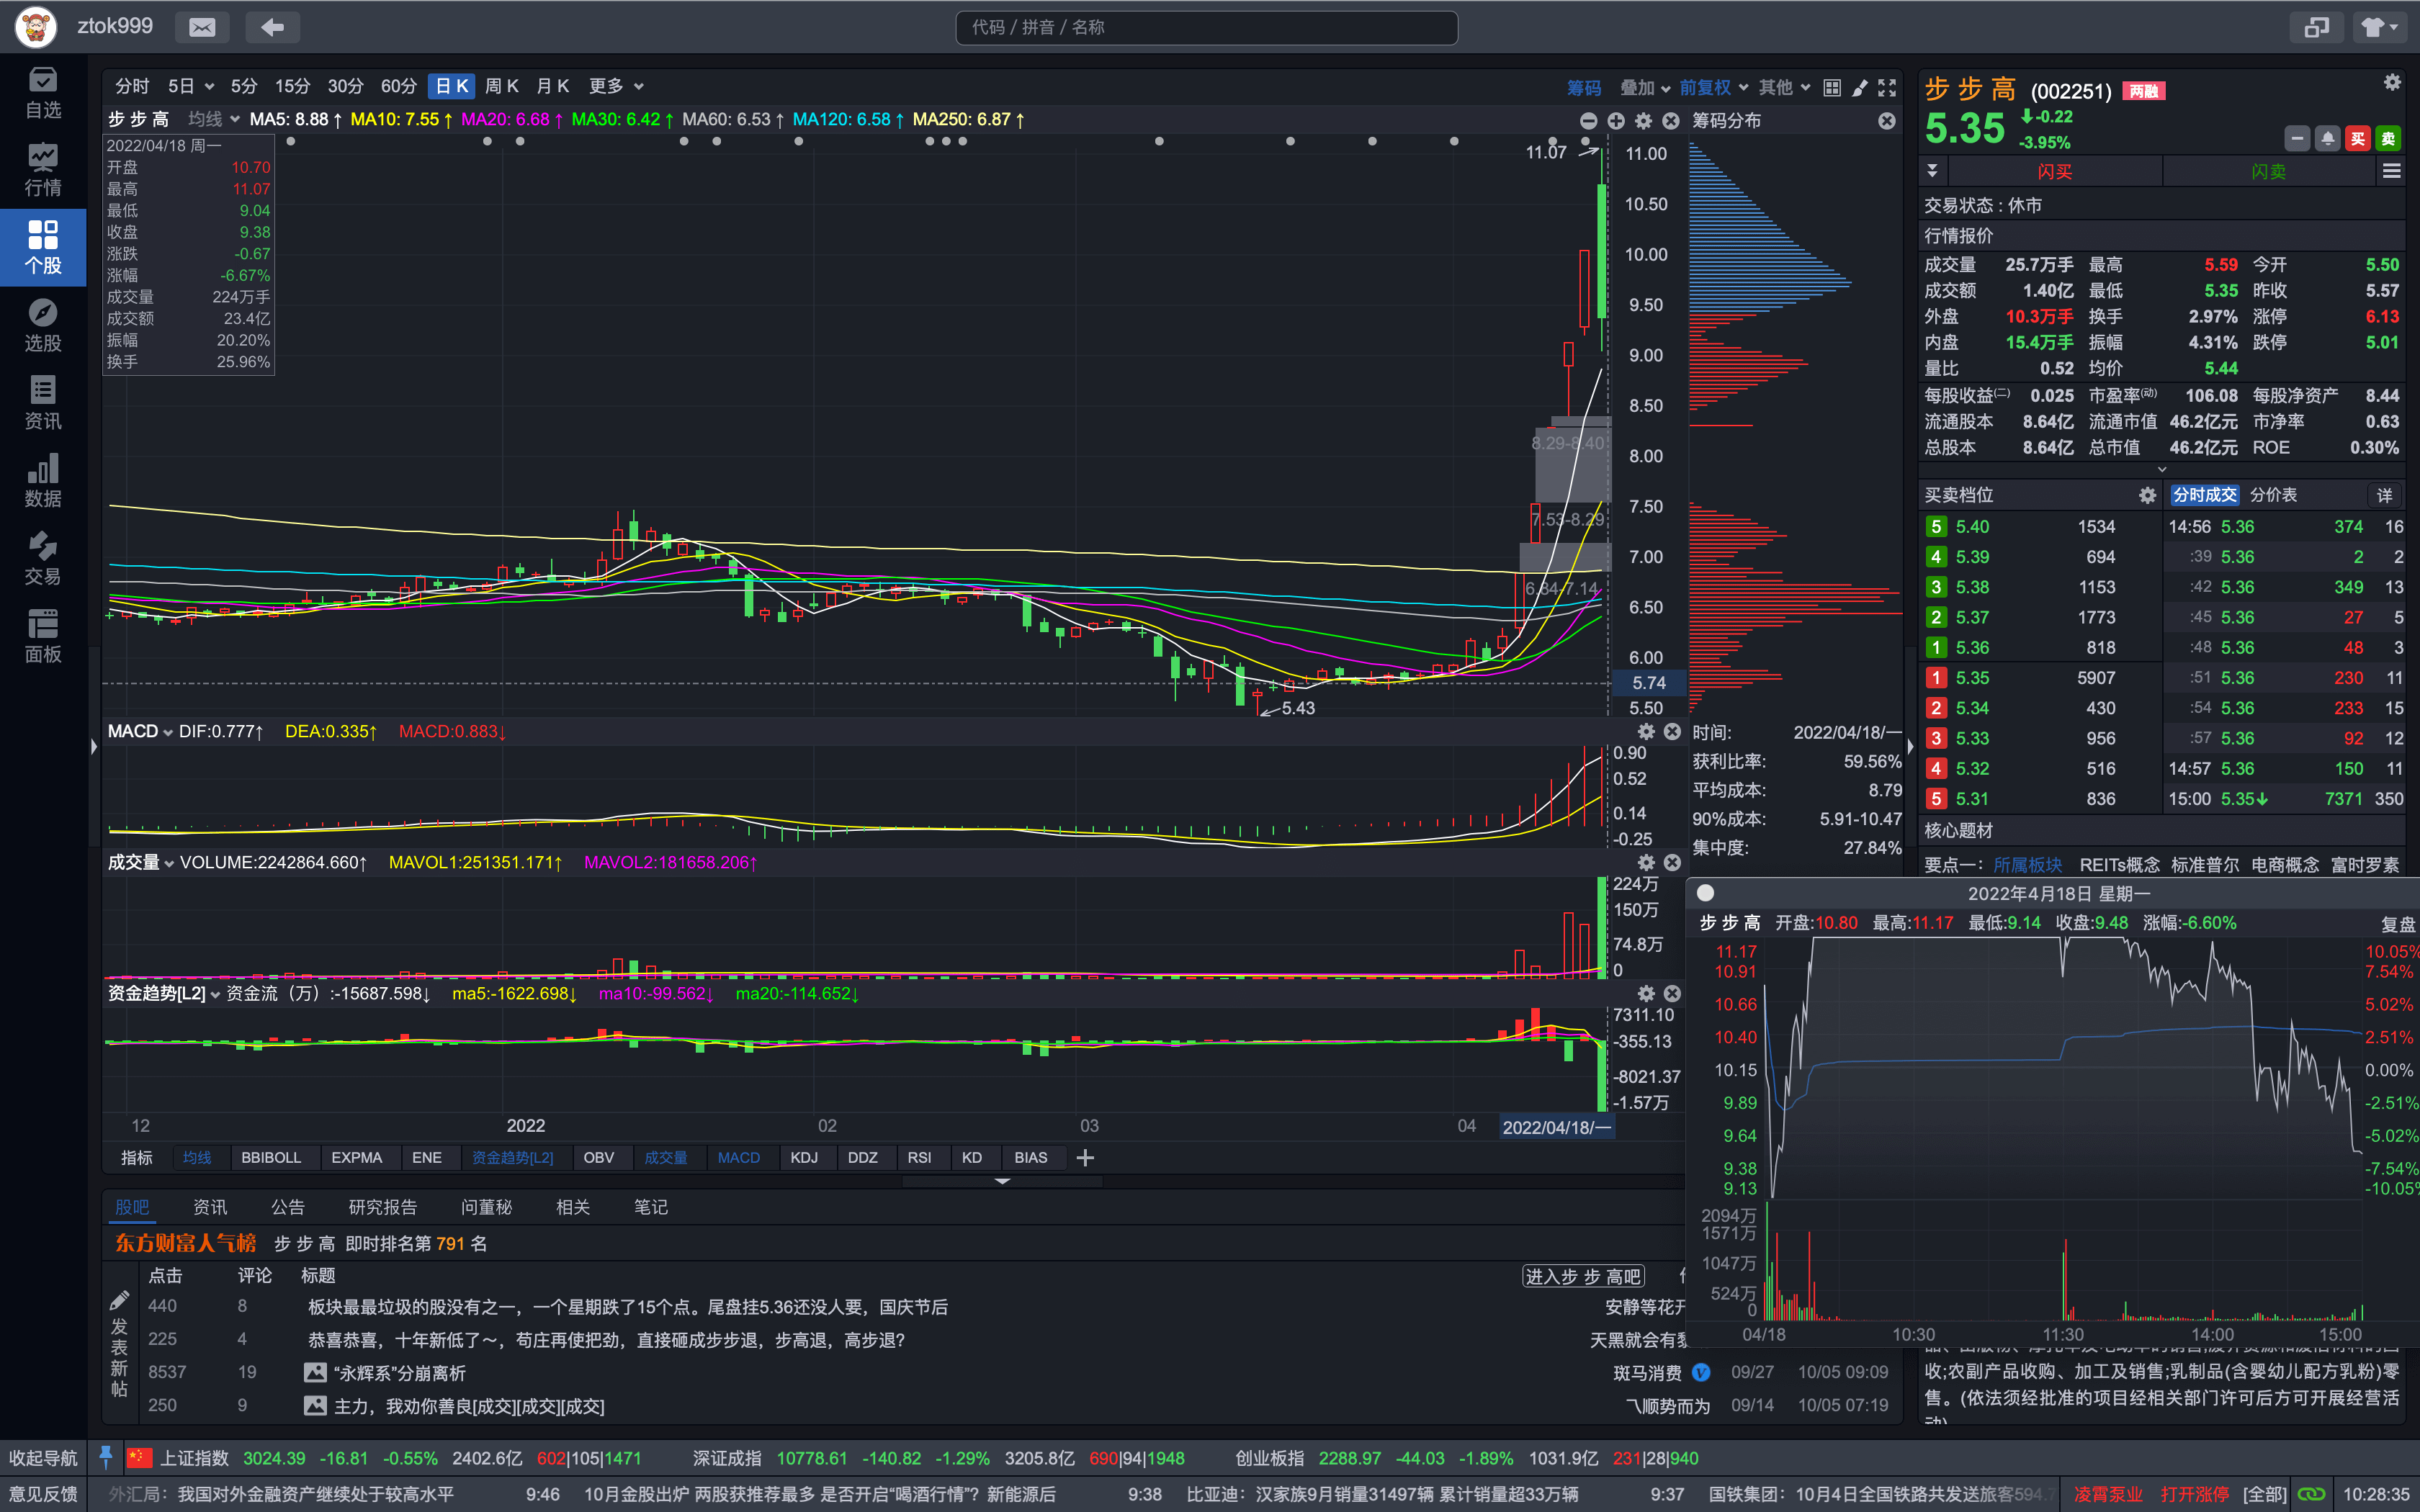 ztok999
代码 / 拼音 / 名称
自选
行情
个股
选股
资讯
数据
交易
面板
分时 5日 5分 15分 30分 60分 日K 周K 月K 更多
筹码 叠加 前复权 其他
步步高 均线 MA5: 8.88↑ MA10: 7.55↑ MA20: 6.68↑ MA30: 6.42↑ MA60: 6.53↑ MA120: 6.58↑ MA250: 6.87↑
筹码分布
2022/04/18 周一
开盘 10.70
最高 11.07
最低 9.04
收盘 9.38
涨跌 -0.67
涨幅 -6.67%
成交量 224万手
成交额 23.4亿
振幅 20.20%
换手 25.96%
11.07
11.00
10.50
10.00
9.50
9.00
8.50
8.00
7.50
7.00
6.50
6.00
5.74
5.50
8.29-8.40
7.53-8.29
6.84-7.14
5.43
MACD DIF:0.777↑ DEA:0.335↑ MACD:0.883↓
0.90
0.52
0.14
-0.25
成交量 VOLUME:2242864.660↑ MAVOL1:251351.171↑ MAVOL2:181658.206↑
224万
150万
74.8万
0
资金趋势[L2] 资金流（万）:-15687.598↓ ma5:-1622.698↓ ma10:-99.562↓ ma20:-114.652↓
7311.10
-355.13
-8021.37
-1.57万
12 2022 02 03 04 2022/04/18/一
指标 均线 BBIBOLL EXPMA ENE 资金趋势[L2] OBV 成交量 MACD KDJ DDZ RSI KD BIAS
时间: 2022/04/18/一
获利比率: 59.56%
平均成本: 8.79
90%成本: 5.91-10.47
集中度: 27.84%
股吧 资讯 公告 研究报告 问董秘 相关 笔记
东方财富人气榜 步步高 即时排名第 791 名
点击 评论 标题
进入步步高吧
发表新帖
440 8 板块最最垃圾的股没有之一，一个星期跌了15个点。尾盘挂5.36还没人要，国庆节后 安静等花开
225 4 恭喜恭喜，十年新低了～，苟庄再使把劲，直接砸成步步退，步高退，高步退? 天黑就会有
8537 19 “永辉系”分崩离析 斑马消费 09/27 10/05 09:09
250 9 主力，我劝你善良[成交][成交][成交] 乁顺势而为 09/14 10/05 07:19
步步高 (002251) 两融
5.35 -0.22
-3.95%
买 卖
闪买 闪卖
交易状态 : 休市
行情报价
成交量 25.7万手 最高 5.59 今开 5.50
成交额 1.40亿 最低 5.35 昨收 5.57
外盘 10.3万手 换手 2.97% 涨停 6.13
内盘 15.4万手 振幅 4.31% 跌停 5.01
量比 0.52 均价 5.44
每股收益(二) 0.025 市盈率(动) 106.08 每股净资产 8.44
流通股本 8.64亿 流通市值 46.2亿元 市净率 0.63
总股本 8.64亿 总市值 46.2亿元 ROE 0.30%
买卖档位 分时成交 分价表 详
5 5.40 1534 14:56 5.36 374 16
4 5.39 694 :39 5.36 2 2
3 5.38 1153 :42 5.36 349 13
2 5.37 1773 :45 5.36 27 5
1 5.36 818 :48 5.36 48 3
1 5.35 5907 :51 5.36 230 11
2 5.34 430 :54 5.36 233 15
3 5.33 956 :57 5.36 92 12
4 5.32 516 14:57 5.36 150 11
5 5.31 836 15:00 5.35↓ 7371 350
核心题材
要点一： 所属板块 REITs概念 标准普尔 电商概念 富时罗素
2022年4月18日 星期一
步步高 开盘:10.80 最高:11.17 最低:9.14 收盘:9.48 涨幅:-6.60% 复盘
11.17 10.05%
10.91 7.54%
10.66 5.02%
10.40 2.51%
10.15 0.00%
9.89 -2.51%
9.64 -5.02%
9.38 -7.54%
9.13 -10.05%
2094万
1571万
1047万
524万
0
04/18 10:30 11:30 14:00 15:00
收;农副产品收购、加工及销售;乳制品(含婴幼儿配方乳粉)零
售。(依法须经批准的项目经相关部门许可后方可开展经营活
收起导航 上证指数 3024.39 -16.81 -0.55% 2402.6亿 602|105|1471 深证成指 10778.61 -140.82 -1.29% 3205.8亿 690|94|1948 创业板指 2288.97 -44.03 -1.89% 1031.9亿 231|28|940
意见反馈 外汇局：我国对外金融资产继续处于较高水平 9:46 10月金股出炉 两股获推荐最多 是否开启“喝酒行情”？新能源后 9:38 比亚迪：汉家族9月销量31497辆 累计销量超33万辆 9:37 国铁集团：10月4日全国铁路共发送旅客594.7 凌霄泵业 打开涨停 [全部] 10:28:35